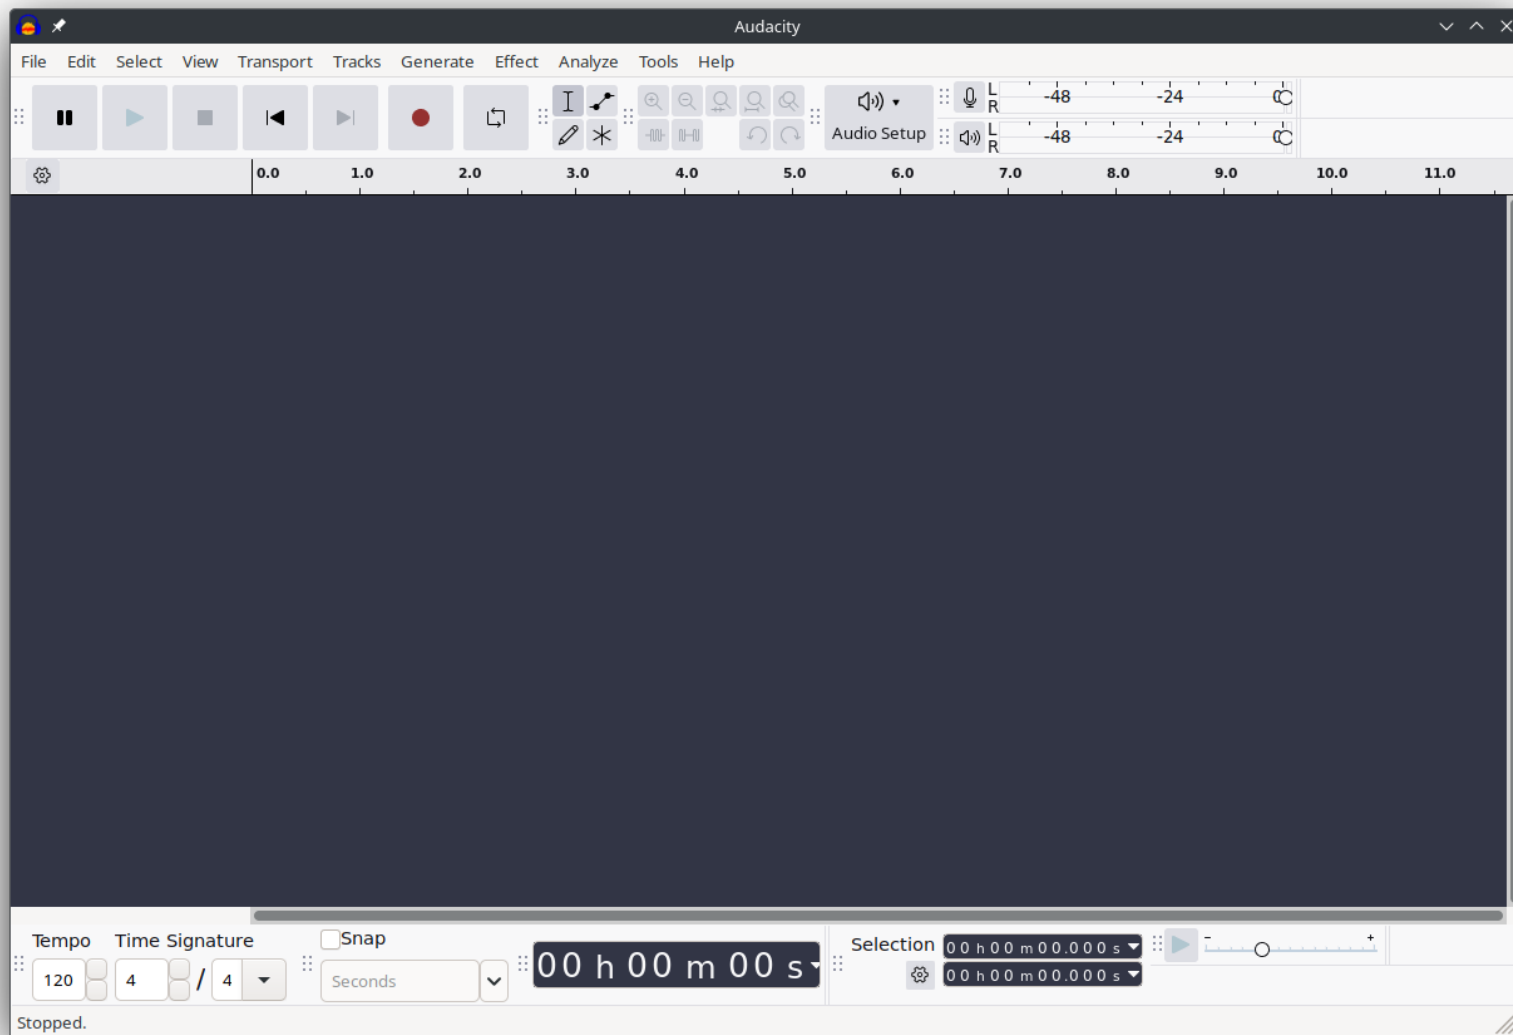 Audacity
File Edit Select View Transport Tracks Generate Effect Analyze Tools Help
L
R
-48 -24 0
Audio Setup
L
R
-48 -24 0
0.0 1.0 2.0 3.0 4.0 5.0 6.0 7.0 8.0 9.0 10.0 11.0
Tempo Time Signature
120 4 / 4
Snap
Seconds
00 h 00 m 00 s
Selection
00 h 00 m 00.000 s
00 h 00 m 00.000 s
- +
Stopped.